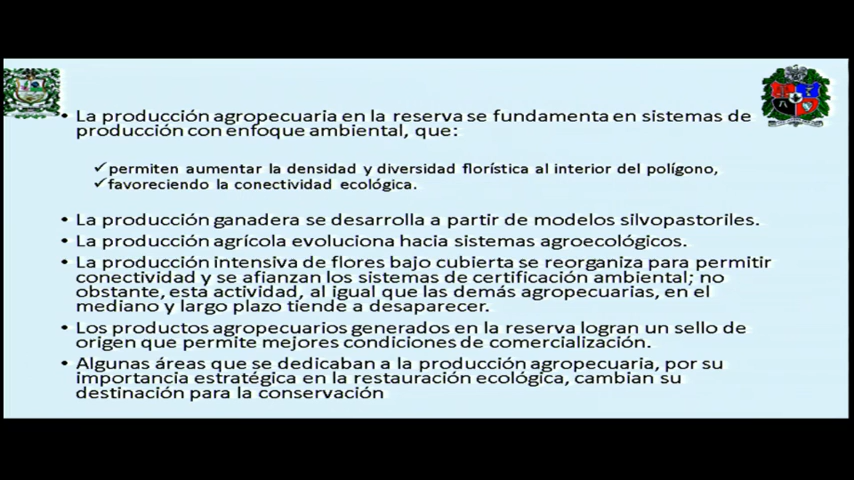 • La producción agropecuaria en la reserva se fundamenta en sistemas de
producción con enfoque ambiental, que:
✓permiten aumentar la densidad y diversidad florística al interior del polígono,
✓favoreciendo la conectividad ecológica.
• La producción ganadera se desarrolla a partir de modelos silvopastoriles.
• La producción agrícola evoluciona hacia sistemas agroecológicos.
• La producción intensiva de flores bajo cubierta se reorganiza para permitir
conectividad y se afianzan los sistemas de certificación ambiental; no
obstante, esta actividad, al igual que las demás agropecuarias, en el
mediano y largo plazo tiende a desaparecer.
• Los productos agropecuarios generados en la reserva logran un sello de
origen que permite mejores condiciones de comercialización.
• Algunas áreas que se dedicaban a la producción agropecuaria, por su
importancia estratégica en la restauración ecológica, cambian su
destinación para la conservación